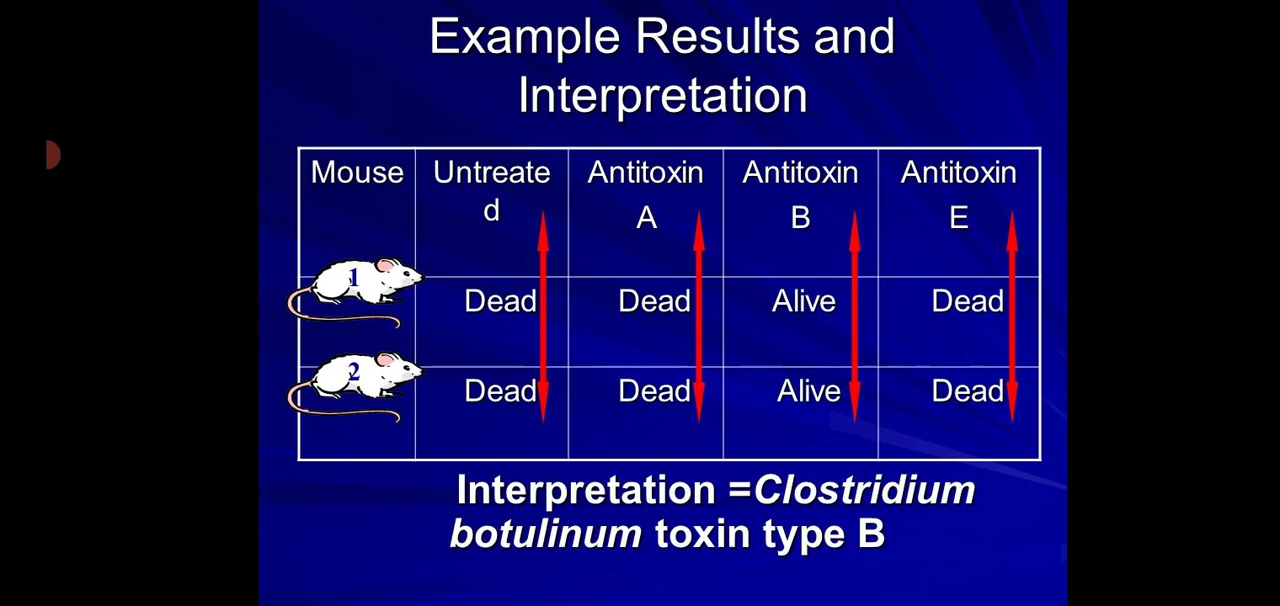 Example Results and
Interpretation
Mouse Untreate Antitoxin Antitoxin Antitoxin
d A B E
1 Dead Dead Alive Dead
2 Dead Dead Alive Dead
Interpretation =Clostridium
botulinum toxin type B